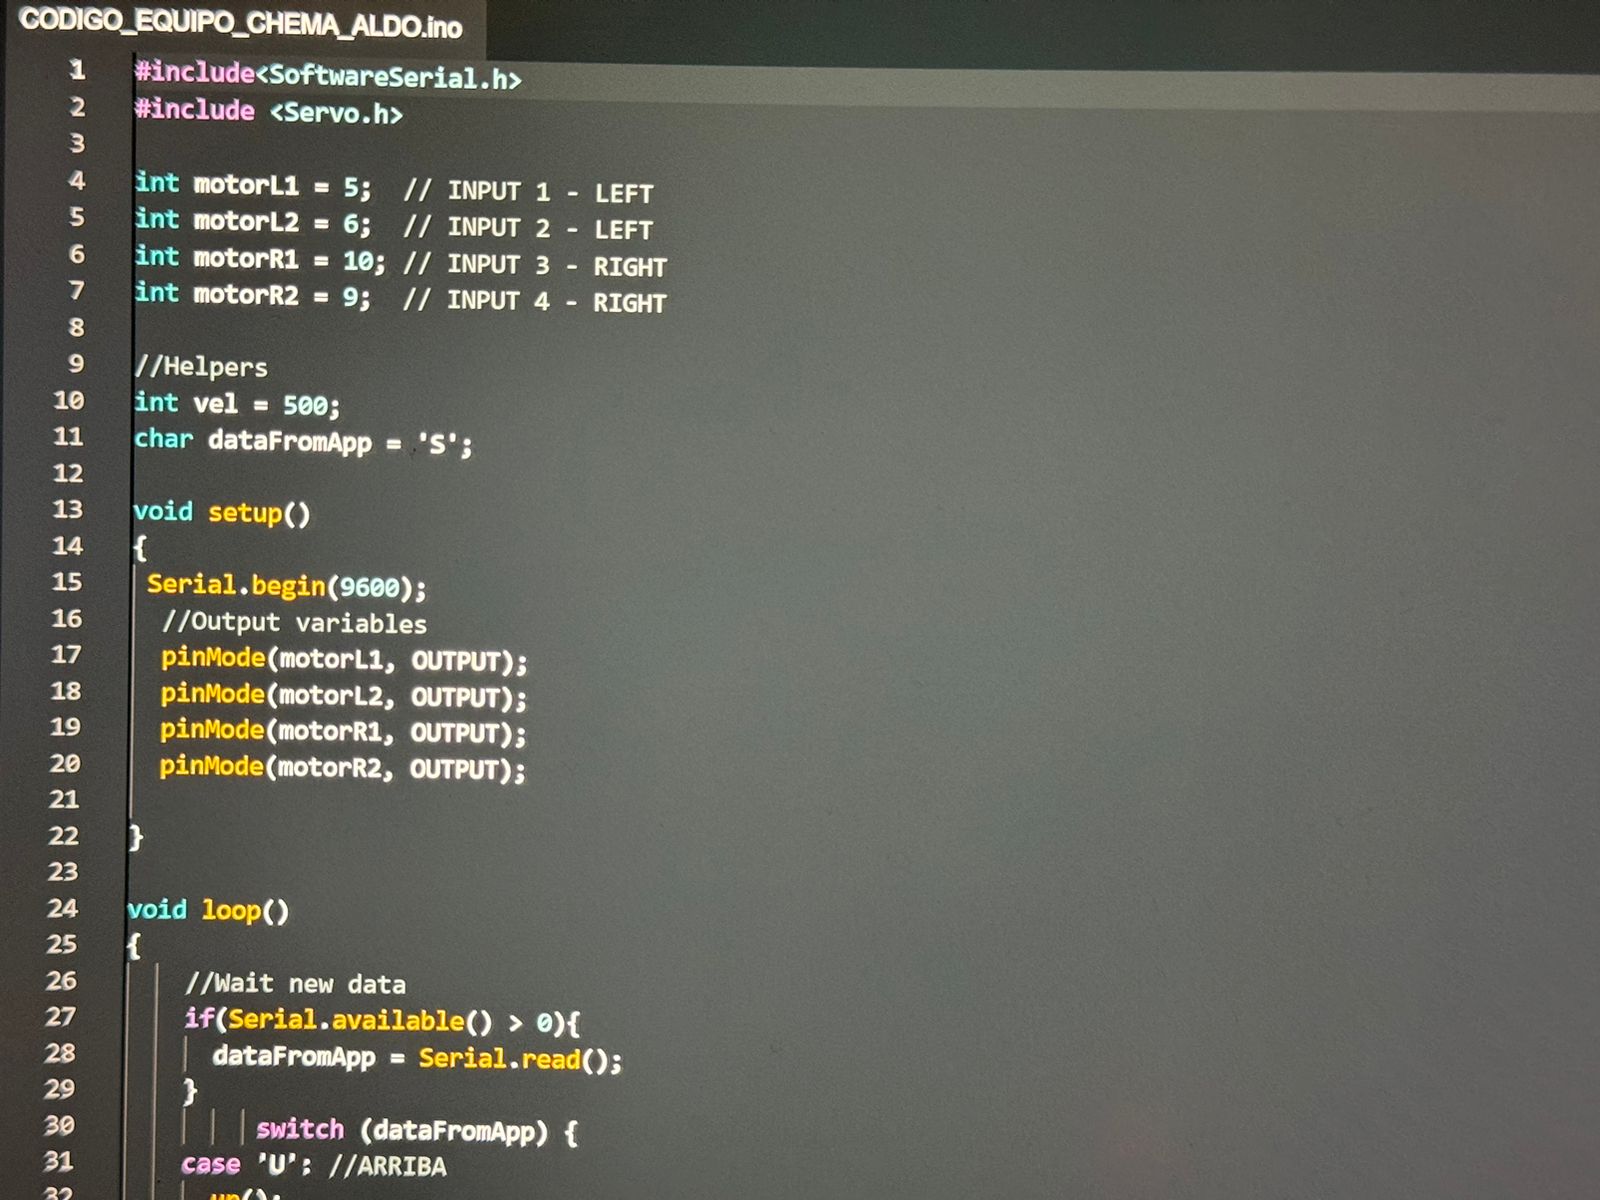 CODIGO_EQUIPO_CHEMA_ALDO.ino
1 #include<SoftwareSerial.h>
2 #include <Servo.h>
3
4 int motorL1 = 5;  // INPUT 1 - LEFT
5 int motorL2 = 6;  // INPUT 2 - LEFT
6 int motorR1 = 10; // INPUT 3 - RIGHT
7 int motorR2 = 9;  // INPUT 4 - RIGHT
8
9 //Helpers
10 int vel = 500;
11 char dataFromApp = 'S';
12
13 void setup()
14 {
15 Serial.begin(9600);
16 //Output variables
17 pinMode(motorL1, OUTPUT);
18 pinMode(motorL2, OUTPUT);
19 pinMode(motorR1, OUTPUT);
20 pinMode(motorR2, OUTPUT);
21
22 }
23
24 void loop()
25 {
26 //Wait new data
27 if(Serial.available() > 0){
28 dataFromApp = Serial.read();
29 }
30 switch (dataFromApp) {
31 case 'U': //ARRIBA
32 up();